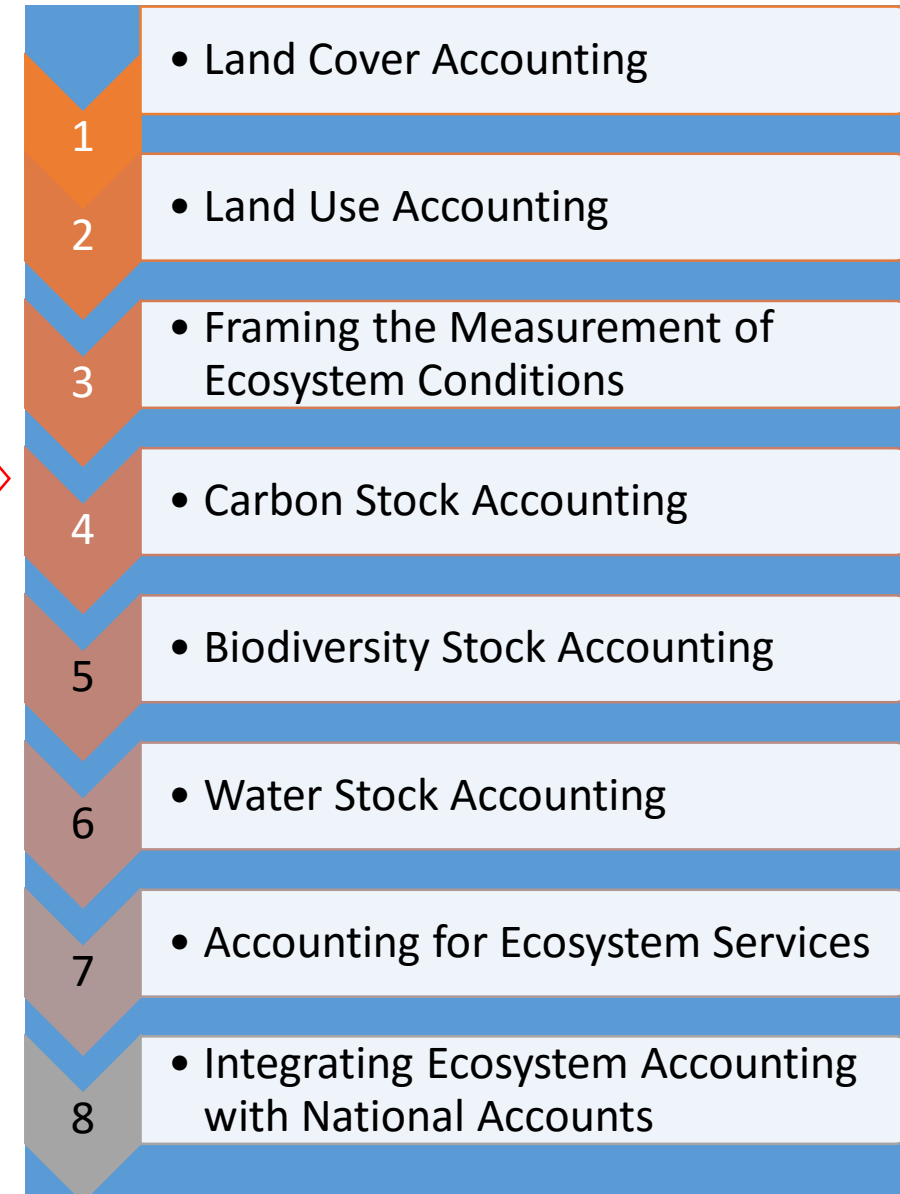 • Land Cover Accounting
1
• Land Use Accounting
2
• Framing the Measurement of
Ecosystem Conditions
3
• Carbon Stock Accounting
4
• Biodiversity Stock Accounting
5
• Water Stock Accounting
6
• Accounting for Ecosystem Services
7
• Integrating Ecosystem Accounting
with National Accounts
8